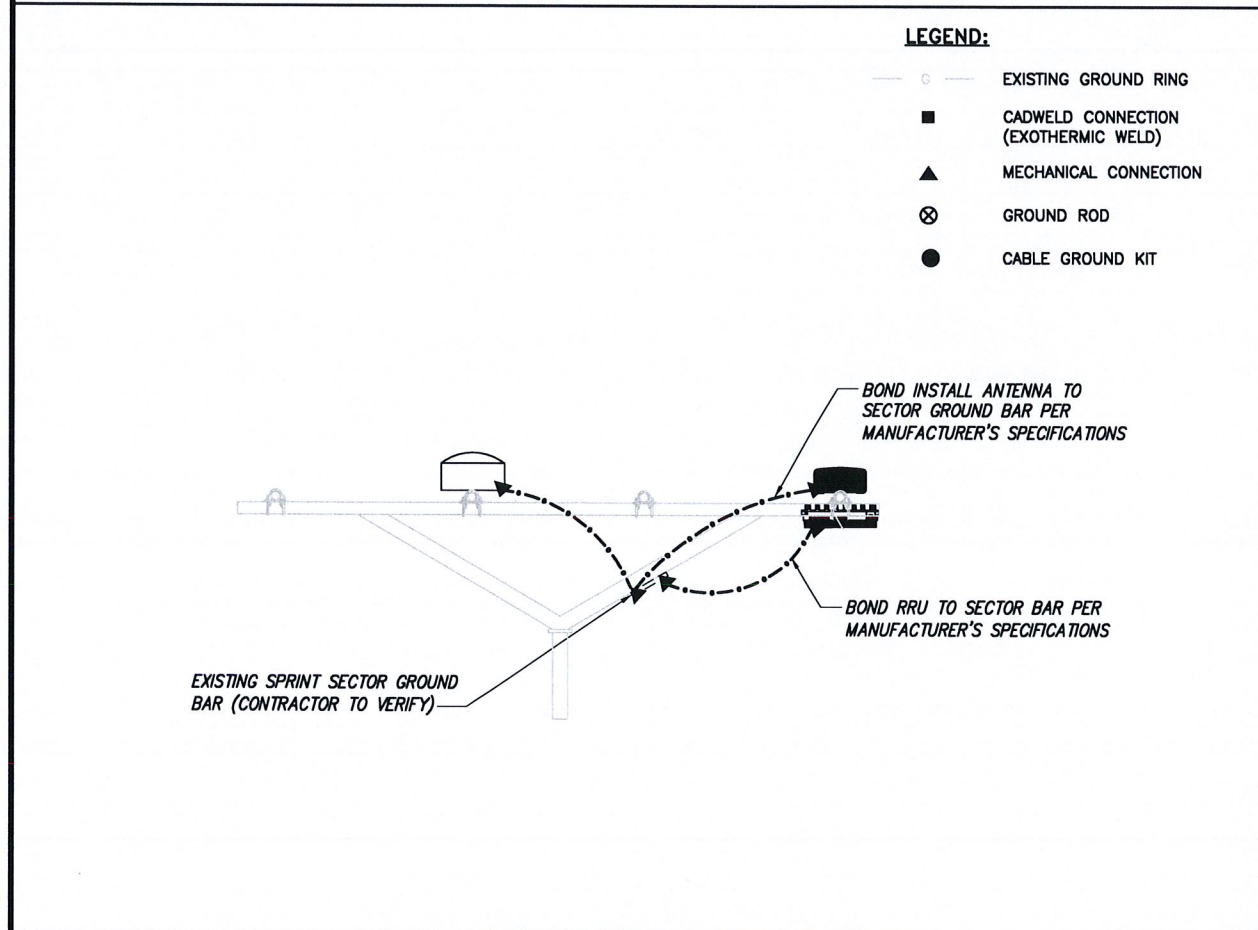 LEGEND:
G EXISTING GROUND RING
CADWELD CONNECTION
(EXOTHERMIC WELD)
MECHANICAL CONNECTION
GROUND ROD
CABLE GROUND KIT
BOND INSTALL ANTENNA TO
SECTOR GROUND BAR PER
MANUFACTURER'S SPECIFICATIONS
BOND RRU TO SECTOR BAR PER
MANUFACTURER'S SPECIFICATIONS
EXISTING SPRINT SECTOR GROUND
BAR (CONTRACTOR TO VERIFY)